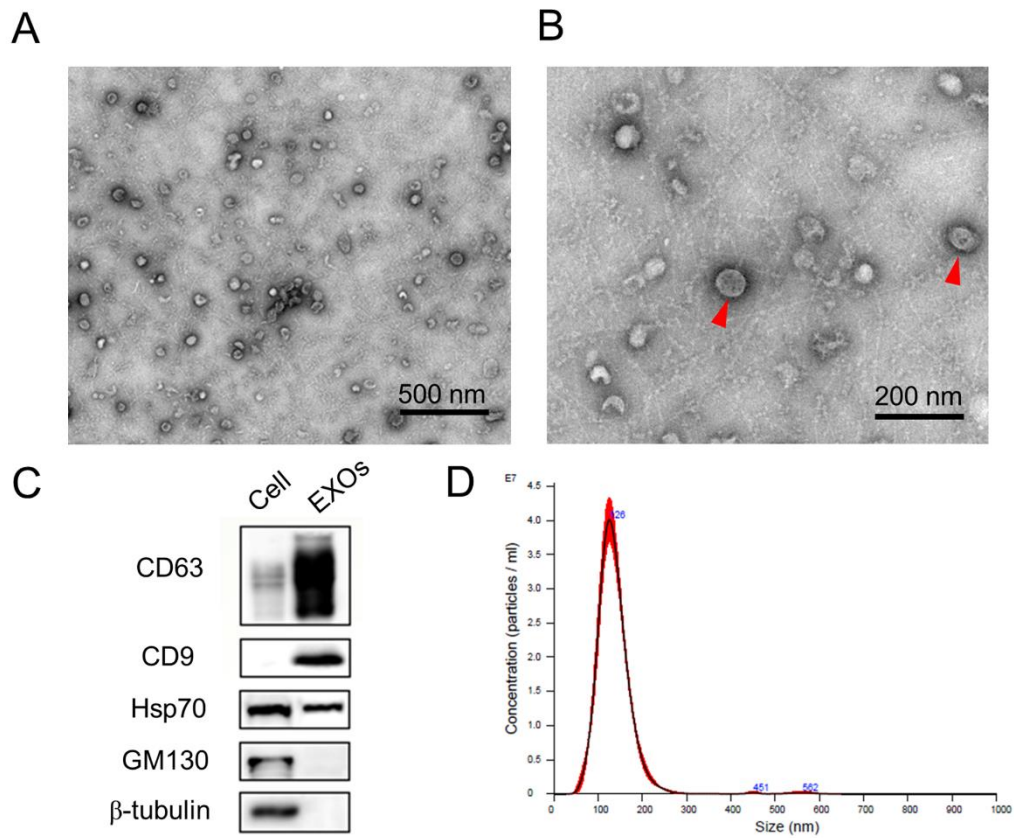 A
B
500 nm
200 nm
C
Cell
EXOs
CD63
CD9
Hsp70
GM130
β-tubulin
D
E7
4.5
4.0
3.5
3.0
2.5
2.0
1.5
1.0
0.5
0
Concentration (particles / ml)
126
451
562
0 100 200 300 400 500 600 700 800 900 1000
Size (nm)